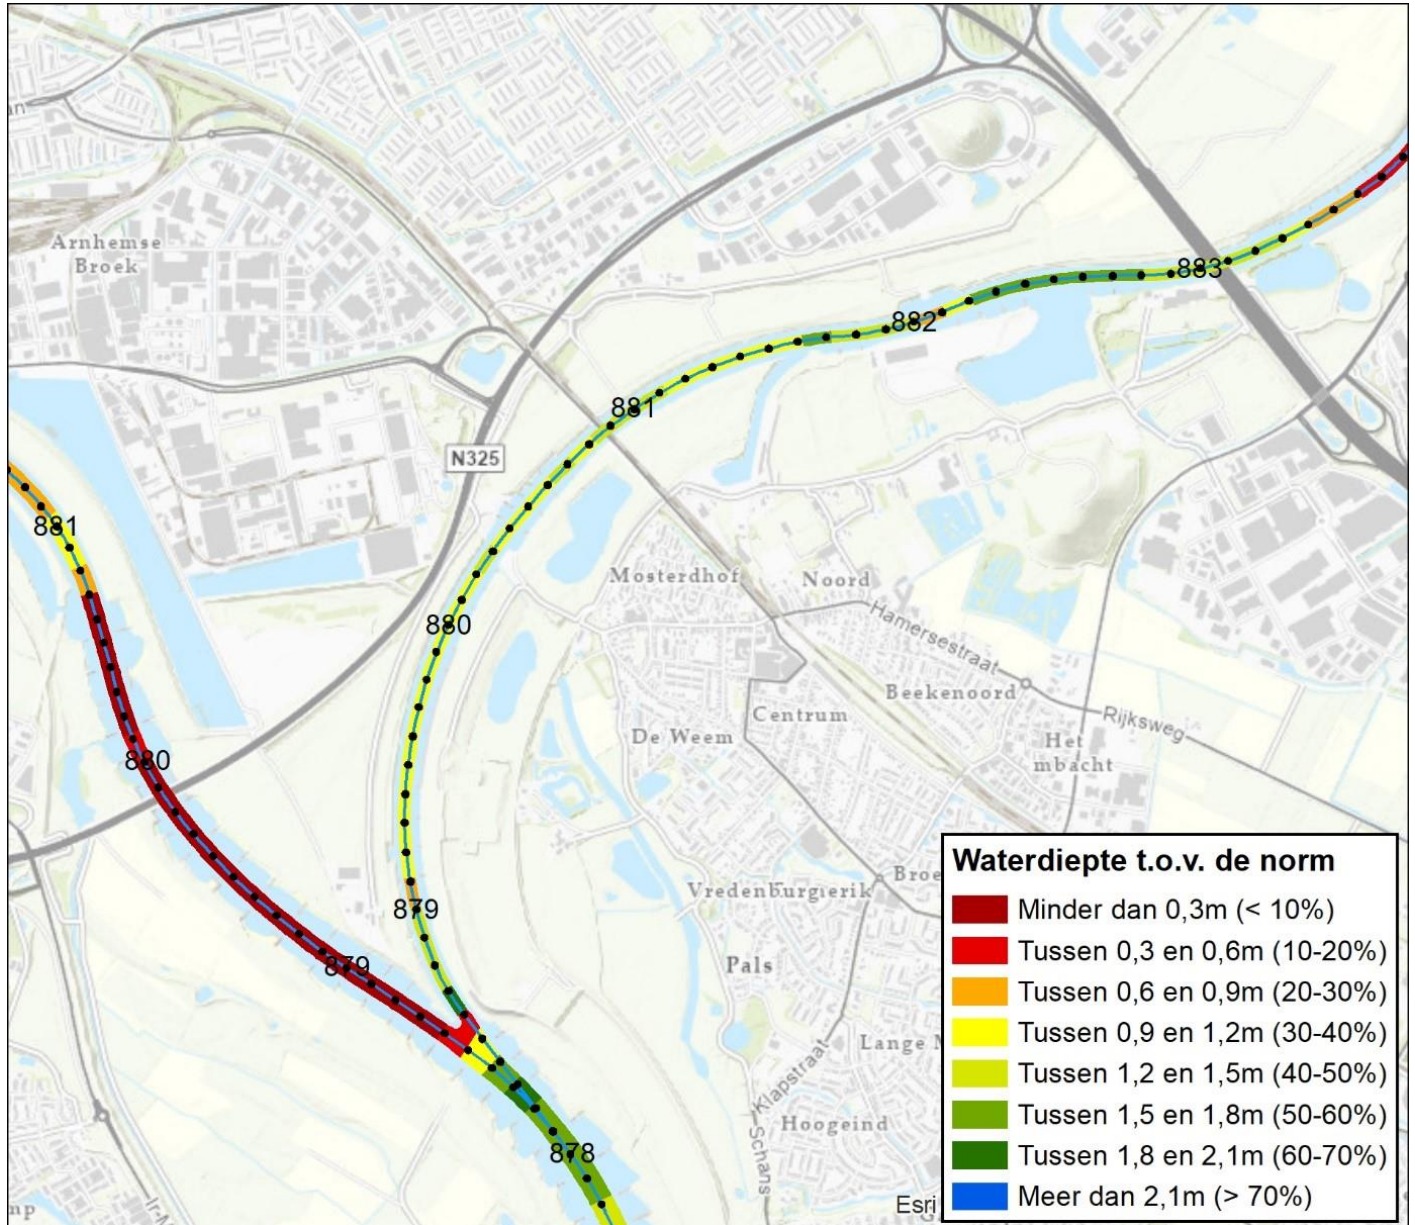 an
Arnhemse
Broek
883
882
881
N325
881
Mosterdhof
Noord
880
Hamersestraat
Beekenoord
Centrum
Rijksweg
De Weem
Het
mbacht
880
Vredenburgierik
Broe
879
Pals
879
Lange M
Klapstraat
Hoogeind
Schans
878
mp
Ir-M
Esri
Waterdiepte t.o.v. de norm
Minder dan 0,3m (< 10%)
Tussen 0,3 en 0,6m (10-20%)
Tussen 0,6 en 0,9m (20-30%)
Tussen 0,9 en 1,2m (30-40%)
Tussen 1,2 en 1,5m (40-50%)
Tussen 1,5 en 1,8m (50-60%)
Tussen 1,8 en 2,1m (60-70%)
Meer dan 2,1m (> 70%)